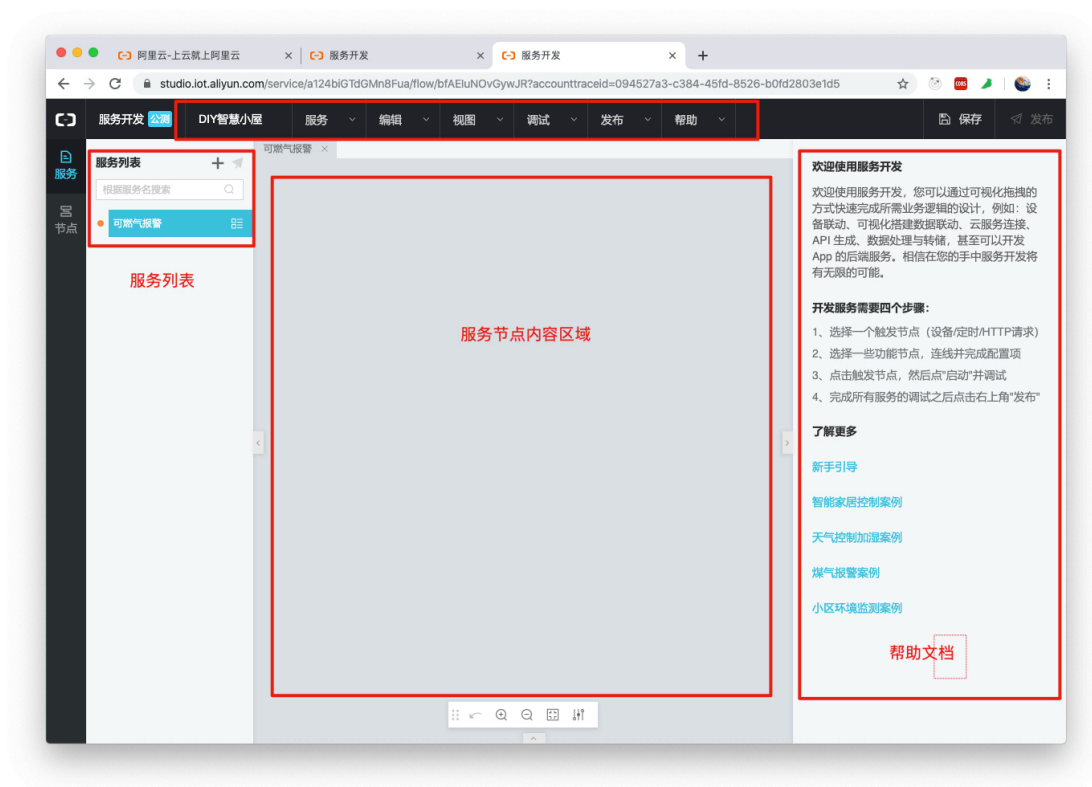 阿里云-上云就上阿里云
服务开发
服务开发
studio.iot.aliyun.com/service/a124biGTdGMn8Fua/flow/bfAEIuNOvGywJR?accounttraceid=094527a3-c384-45fd-8526-b0fd2803e1d5
CORS
服务开发 公测 DIY智慧小屋 服务 编辑 视图 调试 发布 帮助 保存 发布
服务
节点
服务列表
根据服务名搜索
可燃气报警
服务列表
可燃气报警
服务节点内容区域
欢迎使用服务开发
欢迎使用服务开发，您可以通过可视化拖拽的
方式快速完成所需业务逻辑的设计，例如：设
备联动、可视化搭建数据联动、云服务连接、
API 生成、数据处理与转储，甚至可以开发
App 的后端服务。相信在您的手中服务开发将
有无限的可能。
开发服务需要四个步骤：
1、选择一个触发节点（设备/定时/HTTP请求）
2、选择一些功能节点，连线并完成配置项
3、点击触发节点，然后点"启动"并调试
4、完成所有服务的调试之后点击右上角"发布"
了解更多
新手引导
智能家居控制案例
天气控制加湿案例
煤气报警案例
小区环境监测案例
帮助文档